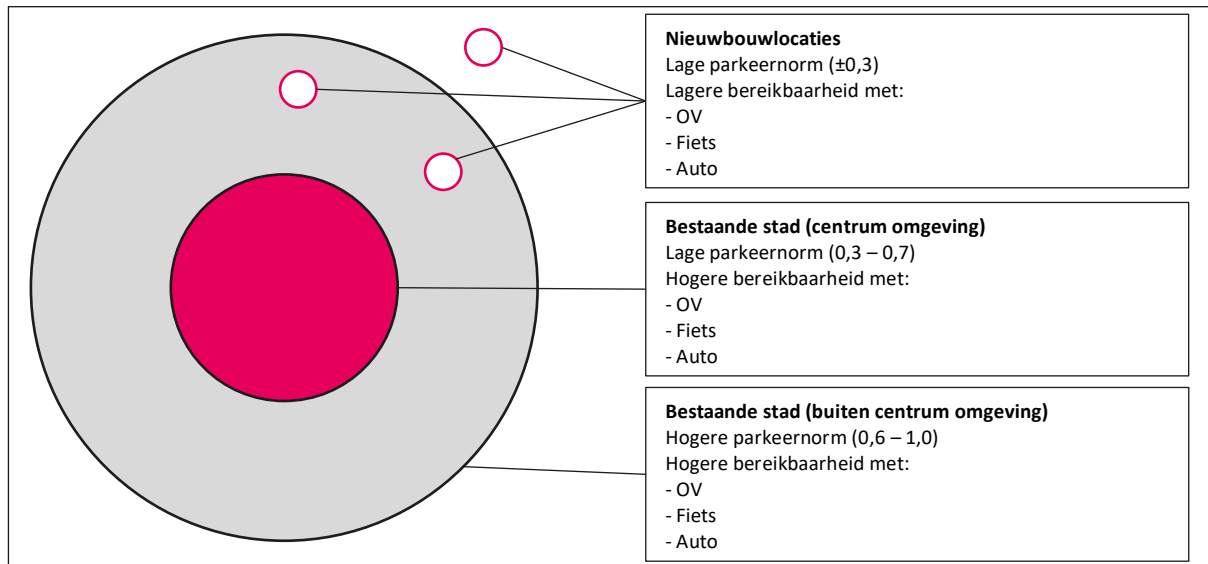 Nieuwbouwlocaties
Lage parkeernorm (±0,3)
Lagere bereikbaarheid met:
- OV
- Fiets
- Auto
Bestaande stad (centrum omgeving)
Lage parkeernorm (0,3 – 0,7)
Hogere bereikbaarheid met:
- OV
- Fiets
- Auto
Bestaande stad (buiten centrum omgeving)
Hogere parkeernorm (0,6 – 1,0)
Hogere bereikbaarheid met:
- OV
- Fiets
- Auto